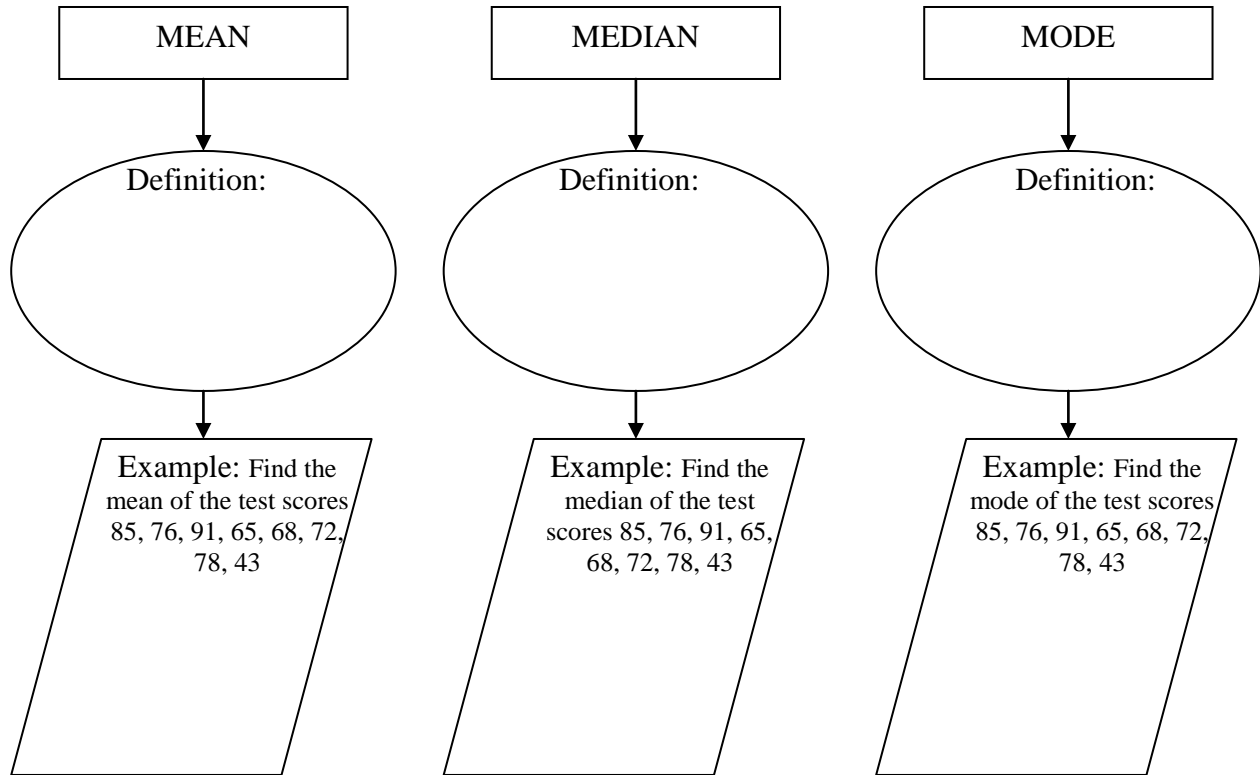 MEAN
MEDIAN
MODE
Definition:
Definition:
Definition:
Example: Find the
mean of the test scores
85, 76, 91, 65, 68, 72,
78, 43
Example: Find the
median of the test
scores 85, 76, 91, 65,
68, 72, 78, 43
Example: Find the
mode of the test scores
85, 76, 91, 65, 68, 72,
78, 43